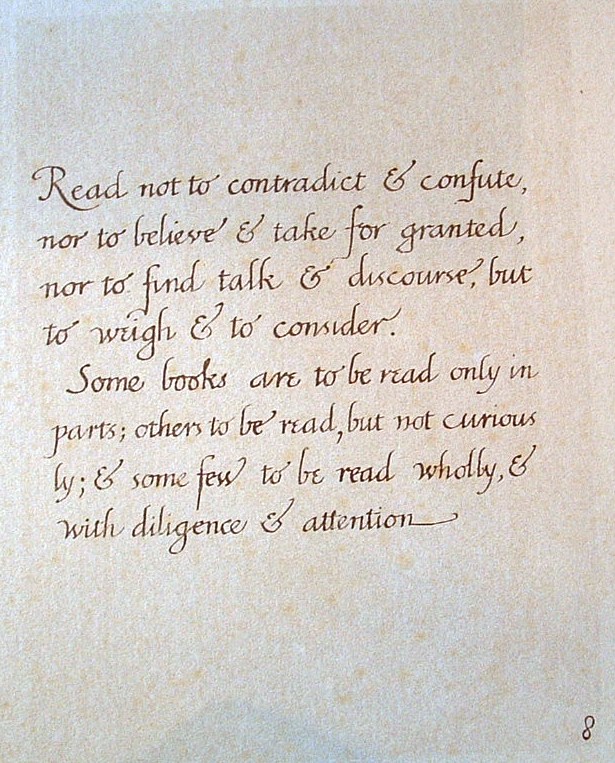 Read not to contradict & confute,
nor to believe & take for granted,
nor to find talk & discourse, but
to weigh & to consider.
Some books are to be read only in
parts; others to be read, but not curious
ly; & some few to be read wholly, &
with diligence & attention
8